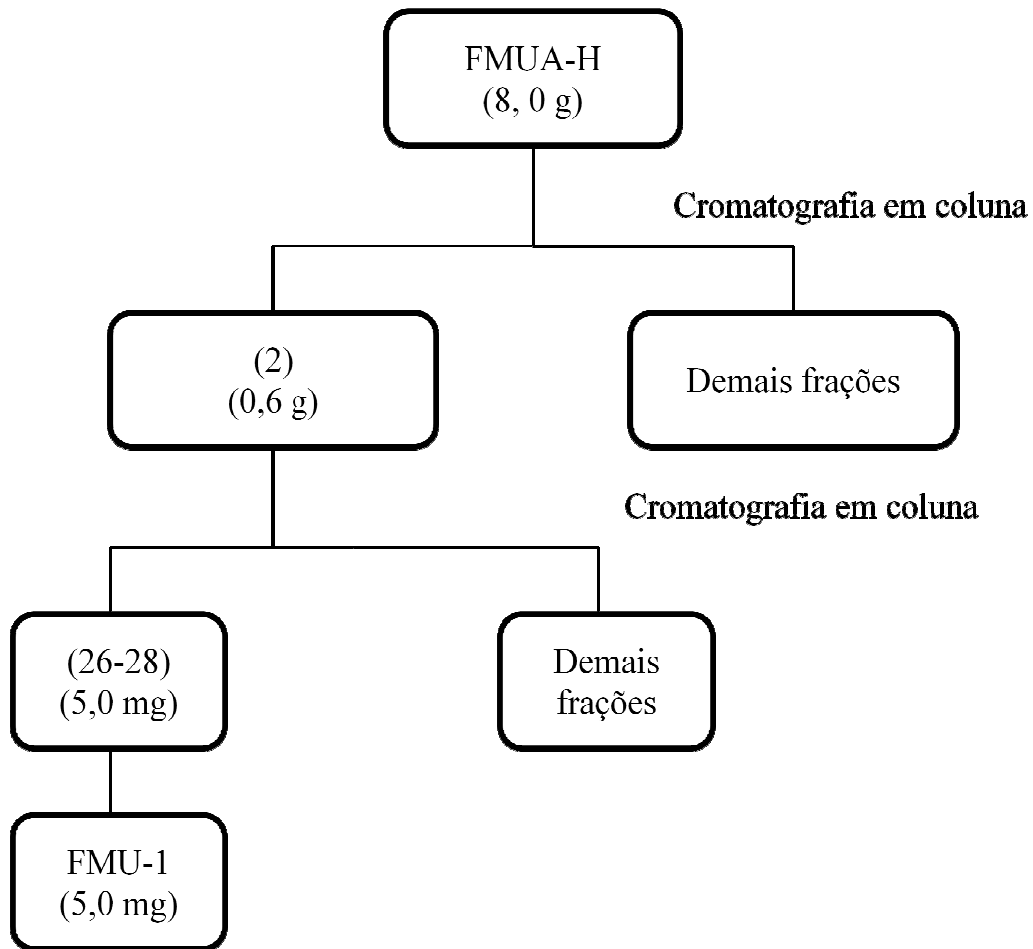 FMUA-H
(8, 0 g)
Cromatografia em coluna
(2)
(0,6 g)
Demais frações
Cromatografia em coluna
(26-28)
(5,0 mg)
Demais
frações
FMU-1
(5,0 mg)